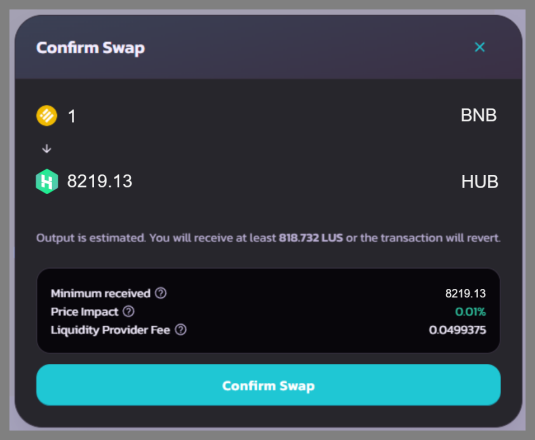 Confirm Swap
1 BNB
8219.13 HUB
Output is estimated. You will receive at least 818.732 LUS or the transaction will revert.
Minimum received 8219.13
Price Impact 0.01%
Liquidity Provider Fee 0.0499375
Confirm Swap